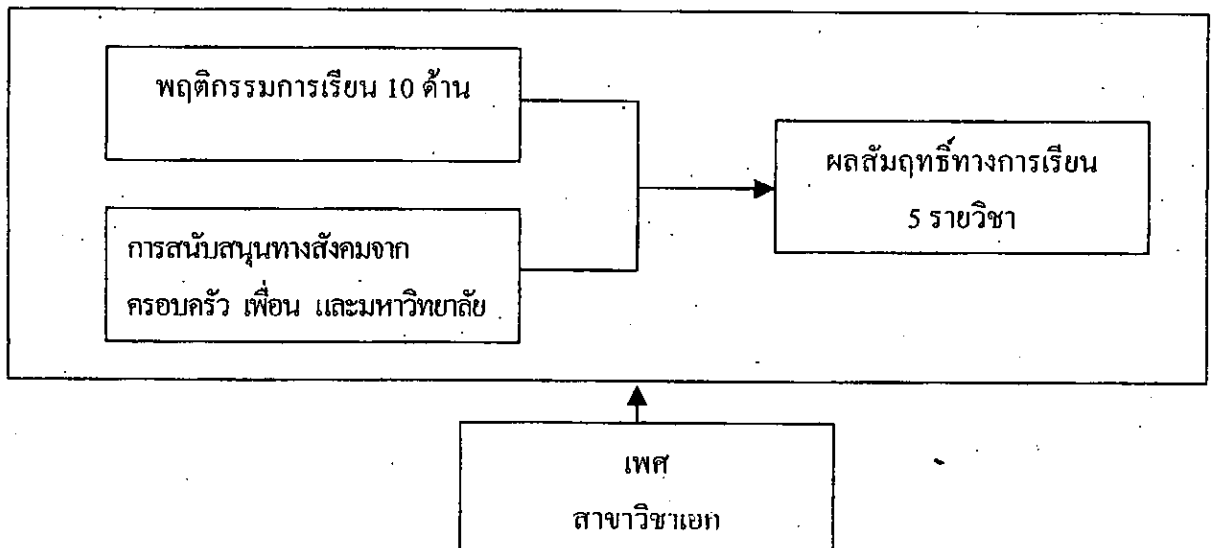 พฤติกรรมการเรียน 10 ด้าน
การสนับสนุนทางสังคมจาก
ครอบครัว เพื่อน และมหาวิทยาลัย
ผลสัมฤทธิ์ทางการเรียน
5 รายวิชา
เพศ
สาขาวิชาเอก